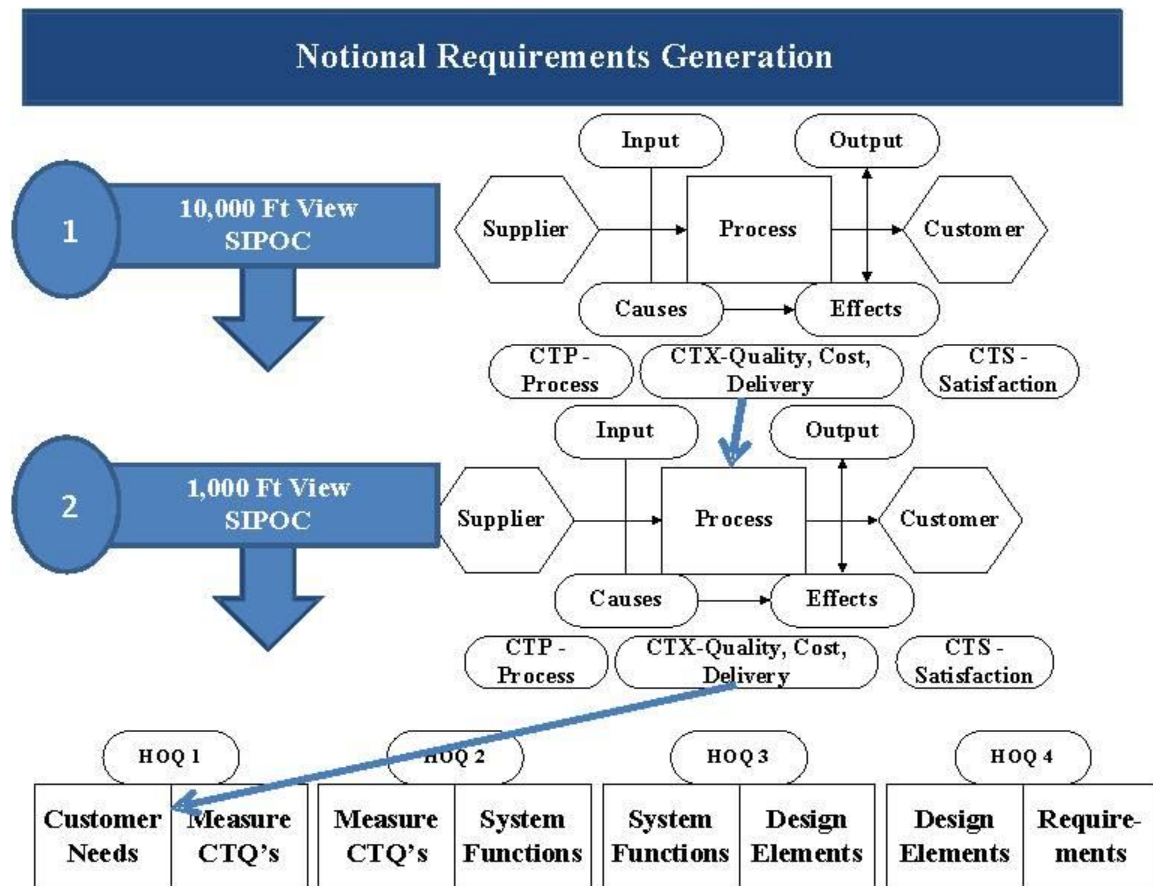 Notional Requirements Generation
Input
Output
1
10,000 Ft View
SIPOC
Supplier
Process
Customer
Causes
Effects
CTP -
Process
CTX-Quality, Cost,
Delivery
CTS -
Satisfaction
Input
Output
2
1,000 Ft View
SIPOC
Supplier
Process
Customer
Causes
Effects
CTP -
Process
CTX-Quality, Cost,
Delivery
CTS -
Satisfaction
HOQ 1
HOQ 2
HOQ 3
HOQ 4
Customer
Needs
Measure
CTQ's
Measure
CTQ's
System
Functions
System
Functions
Design
Elements
Design
Elements
Require-
ments